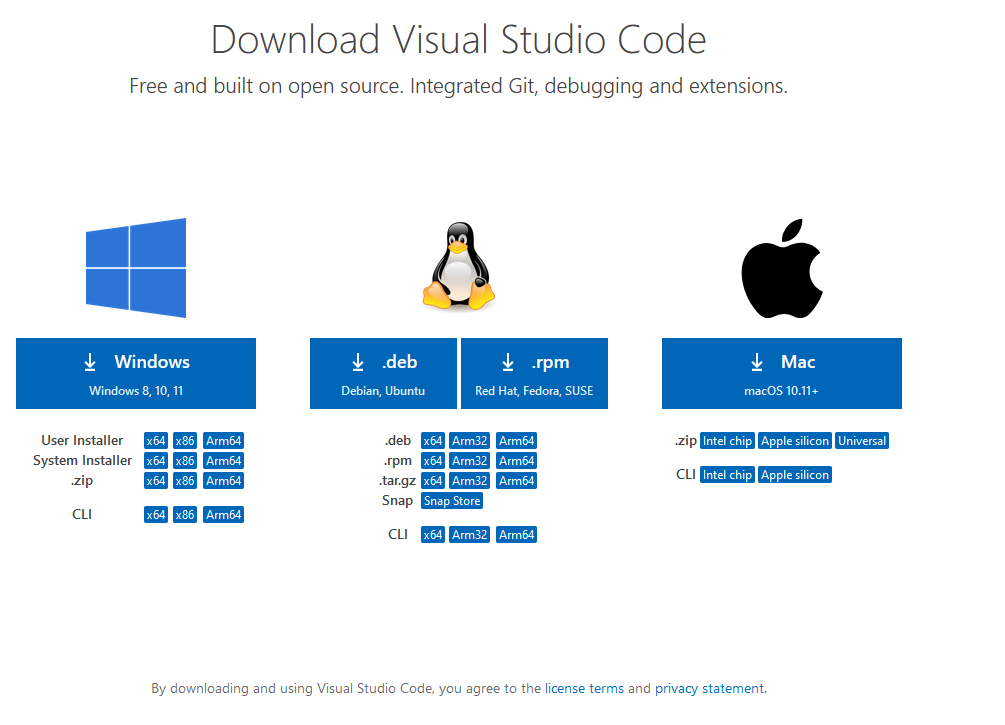 Download Visual Studio Code
Free and built on open source. Integrated Git, debugging and extensions.
Windows
Windows 8, 10, 11
User Installer x64 x86 Arm64
System Installer x64 x86 Arm64
.zip x64 x86 Arm64
CLI x64 x86 Arm64
.deb
Debian, Ubuntu
.rpm
Red Hat, Fedora, SUSE
.deb x64 Arm32 Arm64
.rpm x64 Arm32 Arm64
.tar.gz x64 Arm32 Arm64
Snap Snap Store
CLI x64 Arm32 Arm64
Mac
macOS 10.11+
.zip Intel chip Apple silicon Universal
CLI Intel chip Apple silicon
By downloading and using Visual Studio Code, you agree to the license terms and privacy statement.